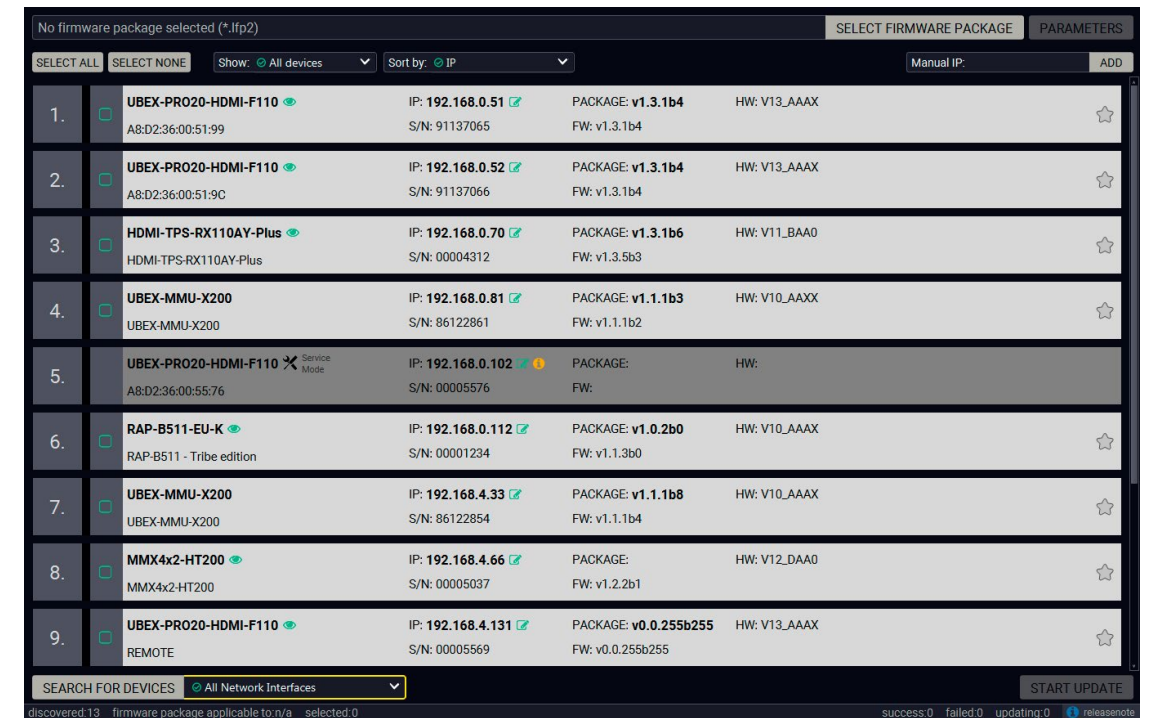 No firmware package selected (*.lfp2) SELECT FIRMWARE PACKAGE PARAMETERS
SELECT ALL SELECT NONE Show: All devices Sort by: IP Manual IP: ADD
1. UBEX-PRO20-HDMI-F110 IP: 192.168.0.51 PACKAGE: v1.3.1b4 HW: V13_AAAX
A8:D2:36:00:51:99 S/N: 91137065 FW: v1.3.1b4
2. UBEX-PRO20-HDMI-F110 IP: 192.168.0.52 PACKAGE: v1.3.1b4 HW: V13_AAAX
A8:D2:36:00:51:9C S/N: 91137066 FW: v1.3.1b4
3. HDMI-TPS-RX110AY-Plus IP: 192.168.0.70 PACKAGE: v1.3.1b6 HW: V11_BAA0
HDMI-TPS-RX110AY-Plus S/N: 00004312 FW: v1.3.5b3
4. UBEX-MMU-X200 IP: 192.168.0.81 PACKAGE: v1.1.1b3 HW: V10_AAXX
UBEX-MMU-X200 S/N: 86122861 FW: v1.1.1b2
5. UBEX-PRO20-HDMI-F110 Service Mode IP: 192.168.0.102 PACKAGE: HW:
A8:D2:36:00:55:76 S/N: 00005576 FW:
6. RAP-B511-EU-K IP: 192.168.0.112 PACKAGE: v1.0.2b0 HW: V10_AAAX
RAP-B511 - Tribe edition S/N: 00001234 FW: v1.1.3b0
7. UBEX-MMU-X200 IP: 192.168.4.33 PACKAGE: v1.1.1b8 HW: V10_AAAX
UBEX-MMU-X200 S/N: 86122854 FW: v1.1.1b4
8. MMX4x2-HT200 IP: 192.168.4.66 PACKAGE: HW: V12_DAA0
MMX4x2-HT200 S/N: 00005037 FW: v1.2.2b1
9. UBEX-PRO20-HDMI-F110 IP: 192.168.4.131 PACKAGE: v0.0.255b255 HW: V13_AAAX
REMOTE S/N: 00005569 FW: v0.0.255b255
SEARCH FOR DEVICES All Network Interfaces START UPDATE
discovered:13 firmware package applicable to:n/a selected:0 success:0 failed:0 updating:0 releasenote